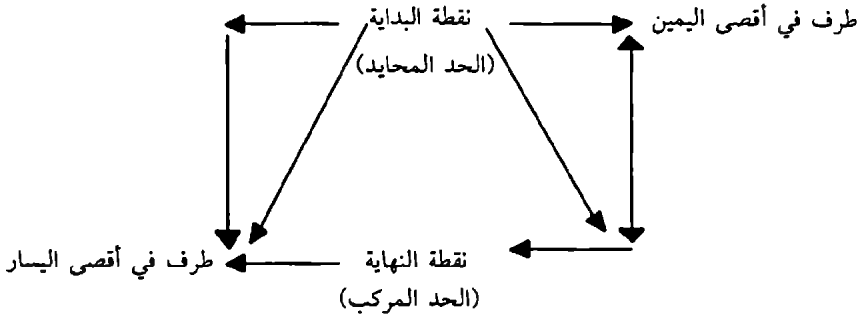 طرف في أقصى اليمين
نقطة البداية
(الحد المحايد)
نقطة النهاية
طرف في أقصى اليسار
(الحد المركب)